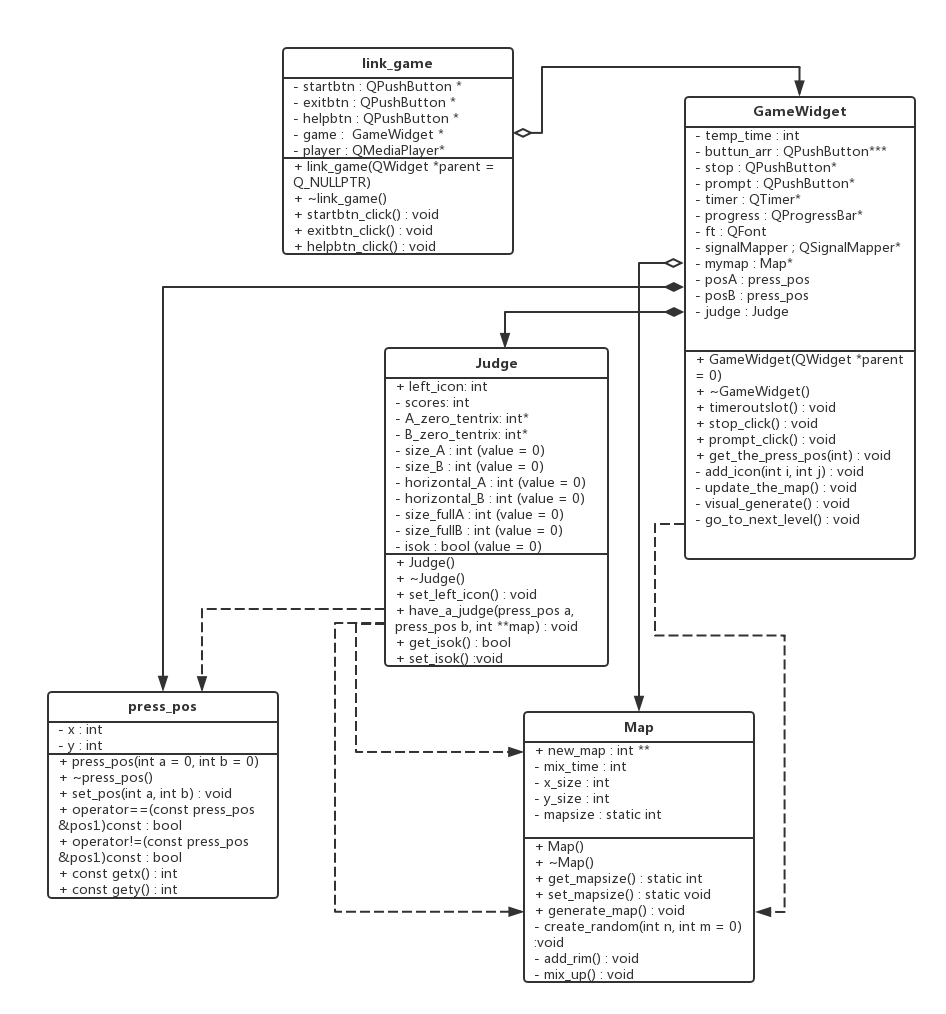 link_game
- startbtn : QPushButton *
- exitbtn : QPushButton *
- helpbtn : QPushButton *
- game :  GameWidget *
- player : QMediaPlayer*
+ link_game(QWidget *parent =
Q_NULLPTR)
+ ~link_game()
+ startbtn_click() : void
+ exitbtn_click() : void
+ helpbtn_click() : void
GameWidget
- temp_time : int
- buttun_arr : QPushButton***
- stop : QPushButton*
- prompt : QPushButton*
- timer : QTimer*
- progress : QProgressBar*
- ft : QFont
- signalMapper ; QSignalMapper*
- mymap : Map*
- posA : press_pos
- posB : press_pos
- judge : Judge
+ GameWidget(QWidget *parent
= 0)
+ ~GameWidget()
+ timeroutslot() : void
+ stop_click() : void
+ prompt_click() : void
+ get_the_press_pos(int) : void
- add_icon(int i, int j) : void
- update_the_map() : void
- visual_generate() : void
- go_to_next_level() : void
Judge
+ left_icon: int
- scores: int
- A_zero_tentrix: int*
- B_zero_tentrix: int*
- size_A : int (value = 0)
- size_B : int (value = 0)
- horizontal_A : int (value = 0)
- horizontal_B : int (value = 0)
- size_fullA : int (value = 0)
- size_fullB : int (value = 0)
- isok : bool (value = 0)
+ Judge()
+ ~Judge()
+ set_left_icon() : void
+ have_a_judge(press_pos a,
press_pos b, int **map) : void
+ get_isok() : bool
+ set_isok() :void
press_pos
- x : int
- y : int
+ press_pos(int a = 0, int b = 0)
+ ~press_pos()
+ set_pos(int a, int b) : void
+ operator==(const press_pos
&pos1)const : bool
+ operator!=(const press_pos
&pos1)const : bool
+ const getx() : int
+ const gety() : int
Map
+ new_map : int **
- mix_time : int
- x_size : int
- y_size : int
- mapsize : static int
+ Map()
+ ~Map()
+ get_mapsize() : static int
+ set_mapsize() : static void
+ generate_map() : void
- create_random(int n, int m = 0)
:void
- add_rim() : void
- mix_up() : void